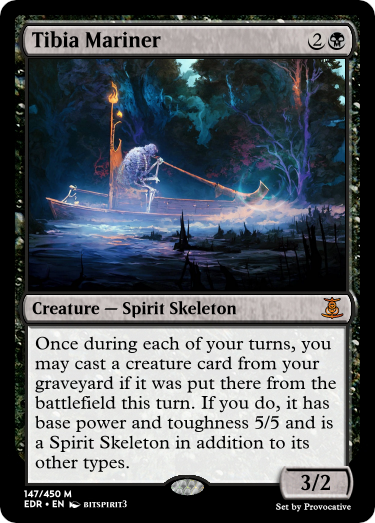 Tibia Mariner 2
Creature — Spirit Skeleton
Once during each of your turns, you
may cast a creature card from your
graveyard if it was put there from the
battlefield this turn. If you do, it has
base power and toughness 5/5 and is
a Spirit Skeleton in addition to its
other types.
3/2
147/450 M
EDR • EN BITSPIRIT3
Set by Provocative